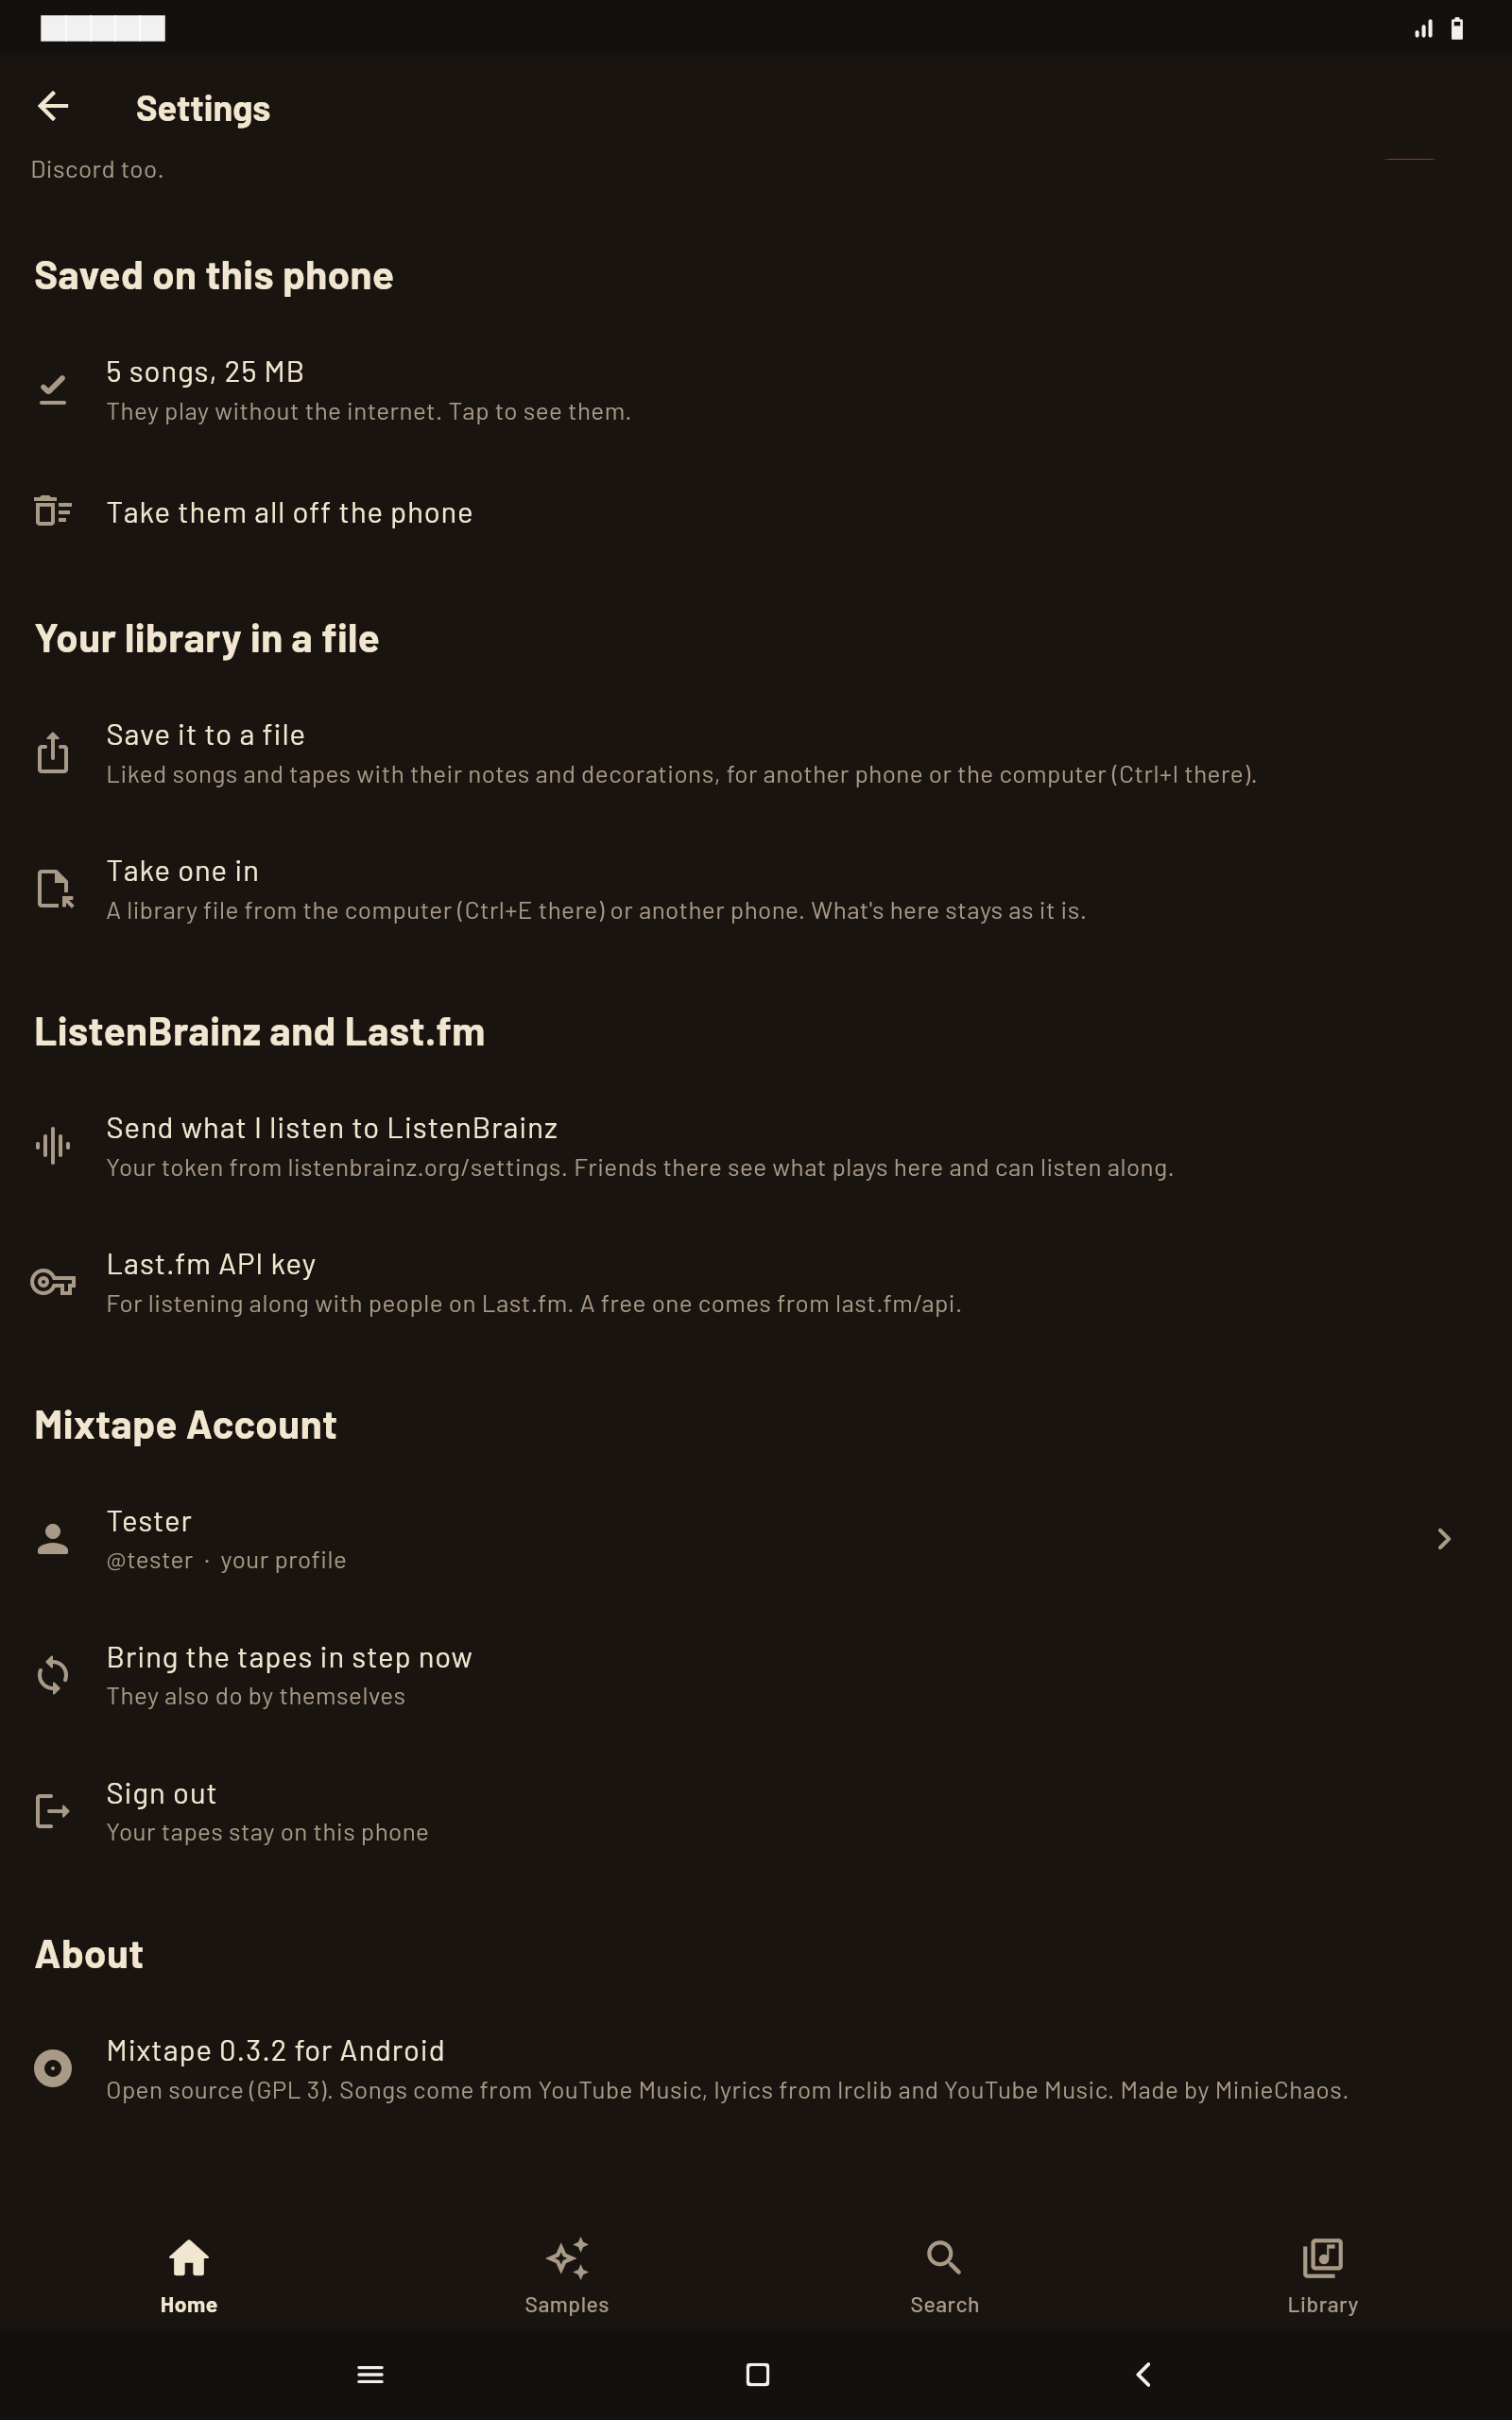 Settings
Discord too.
Saved on this phone
5 songs, 25 MB
They play without the internet. Tap to see them.
Take them all off the phone
Your library in a file
Save it to a file
Liked songs and tapes with their notes and decorations, for another phone or the computer (Ctrl+I there).
Take one in
A library file from the computer (Ctrl+E there) or another phone. What's here stays as it is.
ListenBrainz and Last.fm
Send what I listen to ListenBrainz
Your token from listenbrainz.org/settings. Friends there see what plays here and can listen along.
Last.fm API key
For listening along with people on Last.fm. A free one comes from last.fm/api.
Mixtape Account
Tester
@tester · your profile
Bring the tapes in step now
They also do by themselves
Sign out
Your tapes stay on this phone
About
Mixtape 0.3.2 for Android
Open source (GPL 3). Songs come from YouTube Music, lyrics from lrclib and YouTube Music. Made by MinieChaos.
Home
Samples
Search
Library